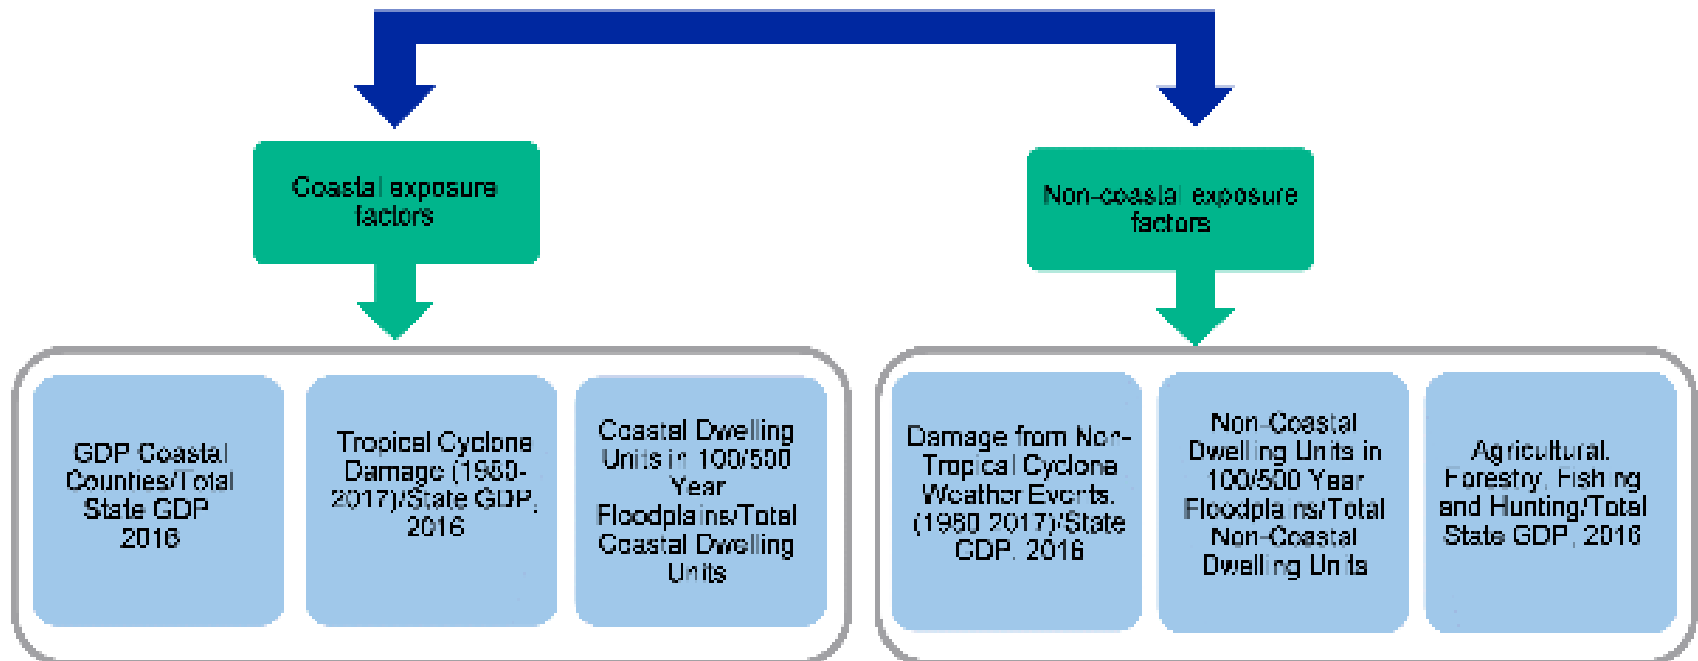 Coastal exposure
factors
Non-coastal exposure
factors
GDP Coastal
Counties/Total
State GDP
2016
Tropical Cyclone
Damage (1980-
2017)/State GDP,
2016
Coastal Dwelling
Units in 100/500
Year
Floodplains/Total
Coastal Dwelling
Units
Damage from Non-
Tropical Cyclone
Weather Events,
(1980-2017)/State
GDP, 2016
Non-Coastal
Dwelling Units in
100/500 Year
Floodplains/Total
Non-Coastal
Dwelling Units
Agricultural,
Forestry, Fishing
and Hunting/Total
State GDP, 2016